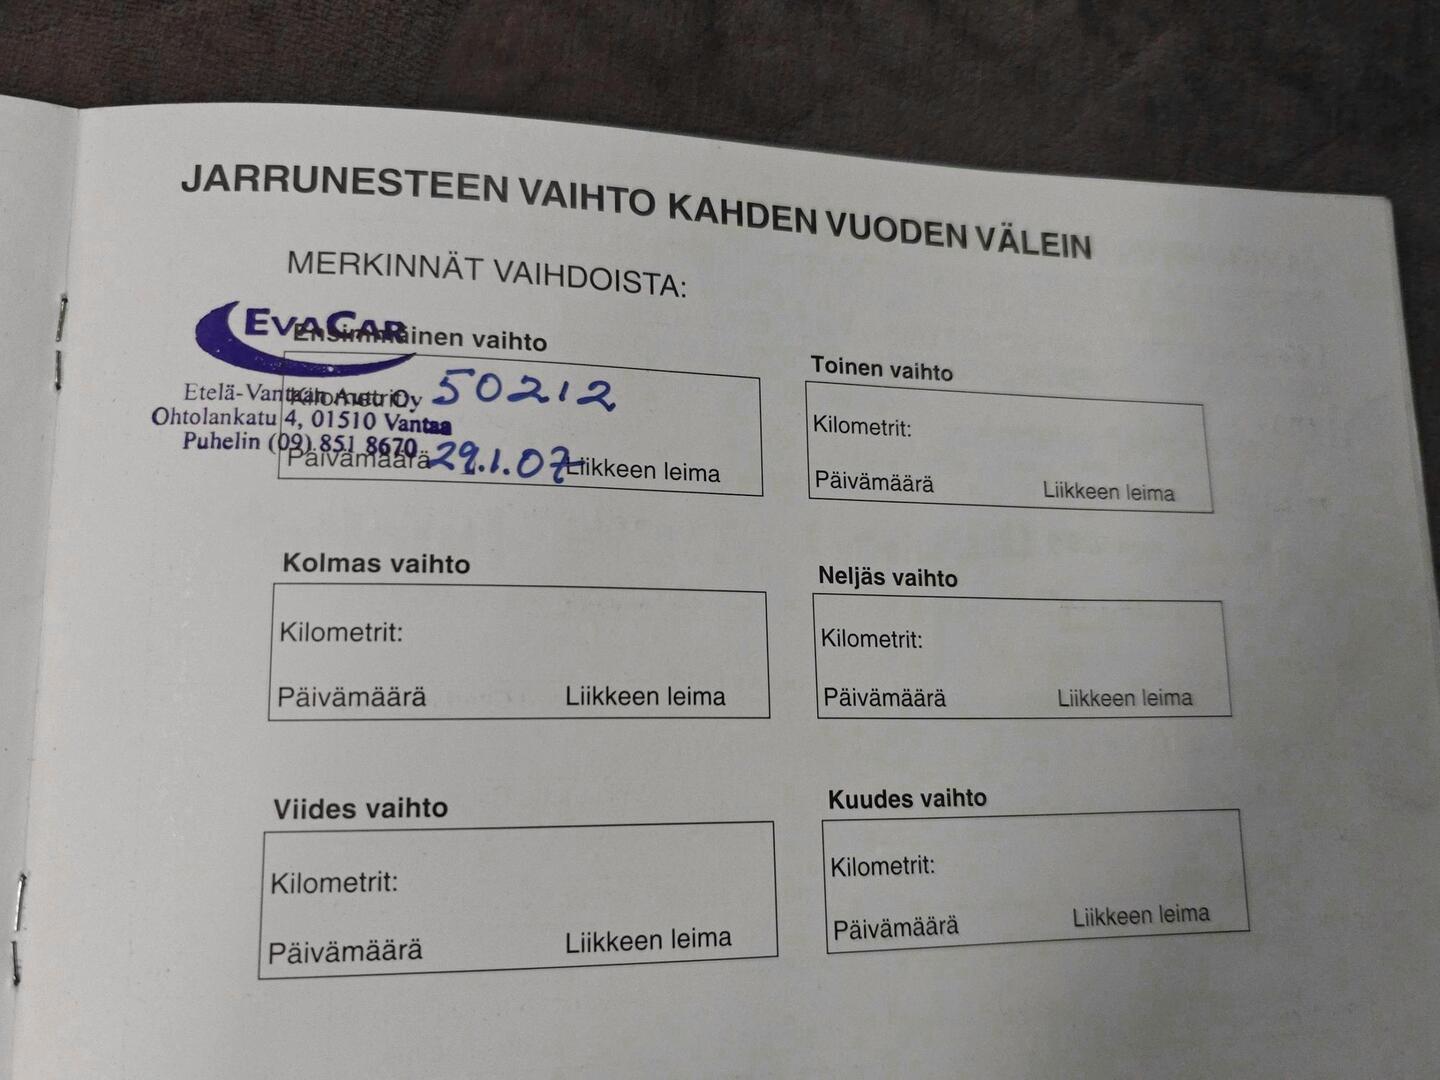 JARRUNESTEEN VAIHTO KAHDEN VUODEN VÄLEIN
MERKINNÄT VAIHDOISTA:
EVACAR
Ensimmäinen vaihto
Etelä-Vantaan Auto Oy
Kilometrit: 50212
Ohtolankatu 4, 01510 Vantaa
Puhelin (09) 851 8670
Päivämäärä 29.1.07 Liikkeen leima
Toinen vaihto
Kilometrit:
Päivämäärä Liikkeen leima
Kolmas vaihto
Kilometrit:
Päivämäärä Liikkeen leima
Neljäs vaihto
Kilometrit:
Päivämäärä Liikkeen leima
Viides vaihto
Kilometrit:
Päivämäärä Liikkeen leima
Kuudes vaihto
Kilometrit:
Päivämäärä Liikkeen leima